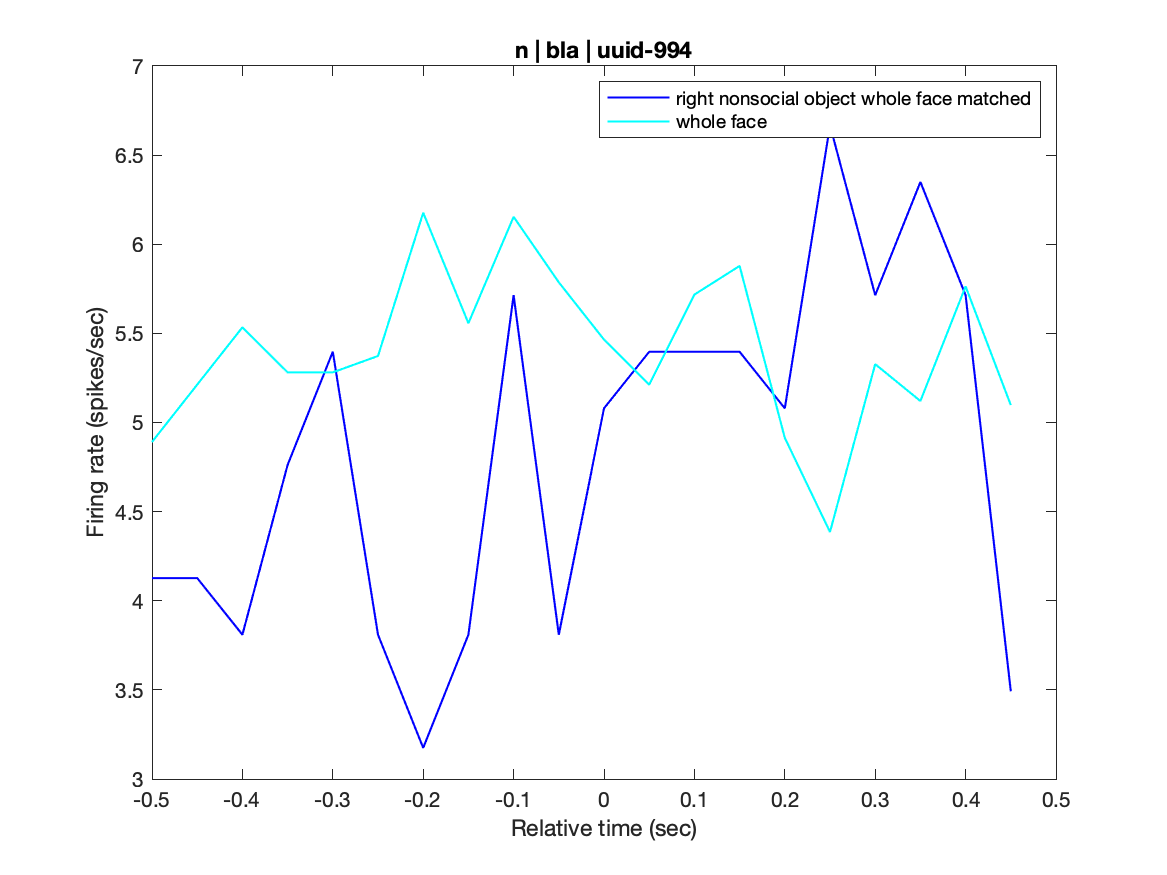 n | bla | uuid-994
right nonsocial object whole face matched
whole face
7
6.5
6
5.5
5
4.5
4
3.5
3
Firing rate (spikes/sec)
-0.5 -0.4 -0.3 -0.2 -0.1 0 0.1 0.2 0.3 0.4 0.5
Relative time (sec)